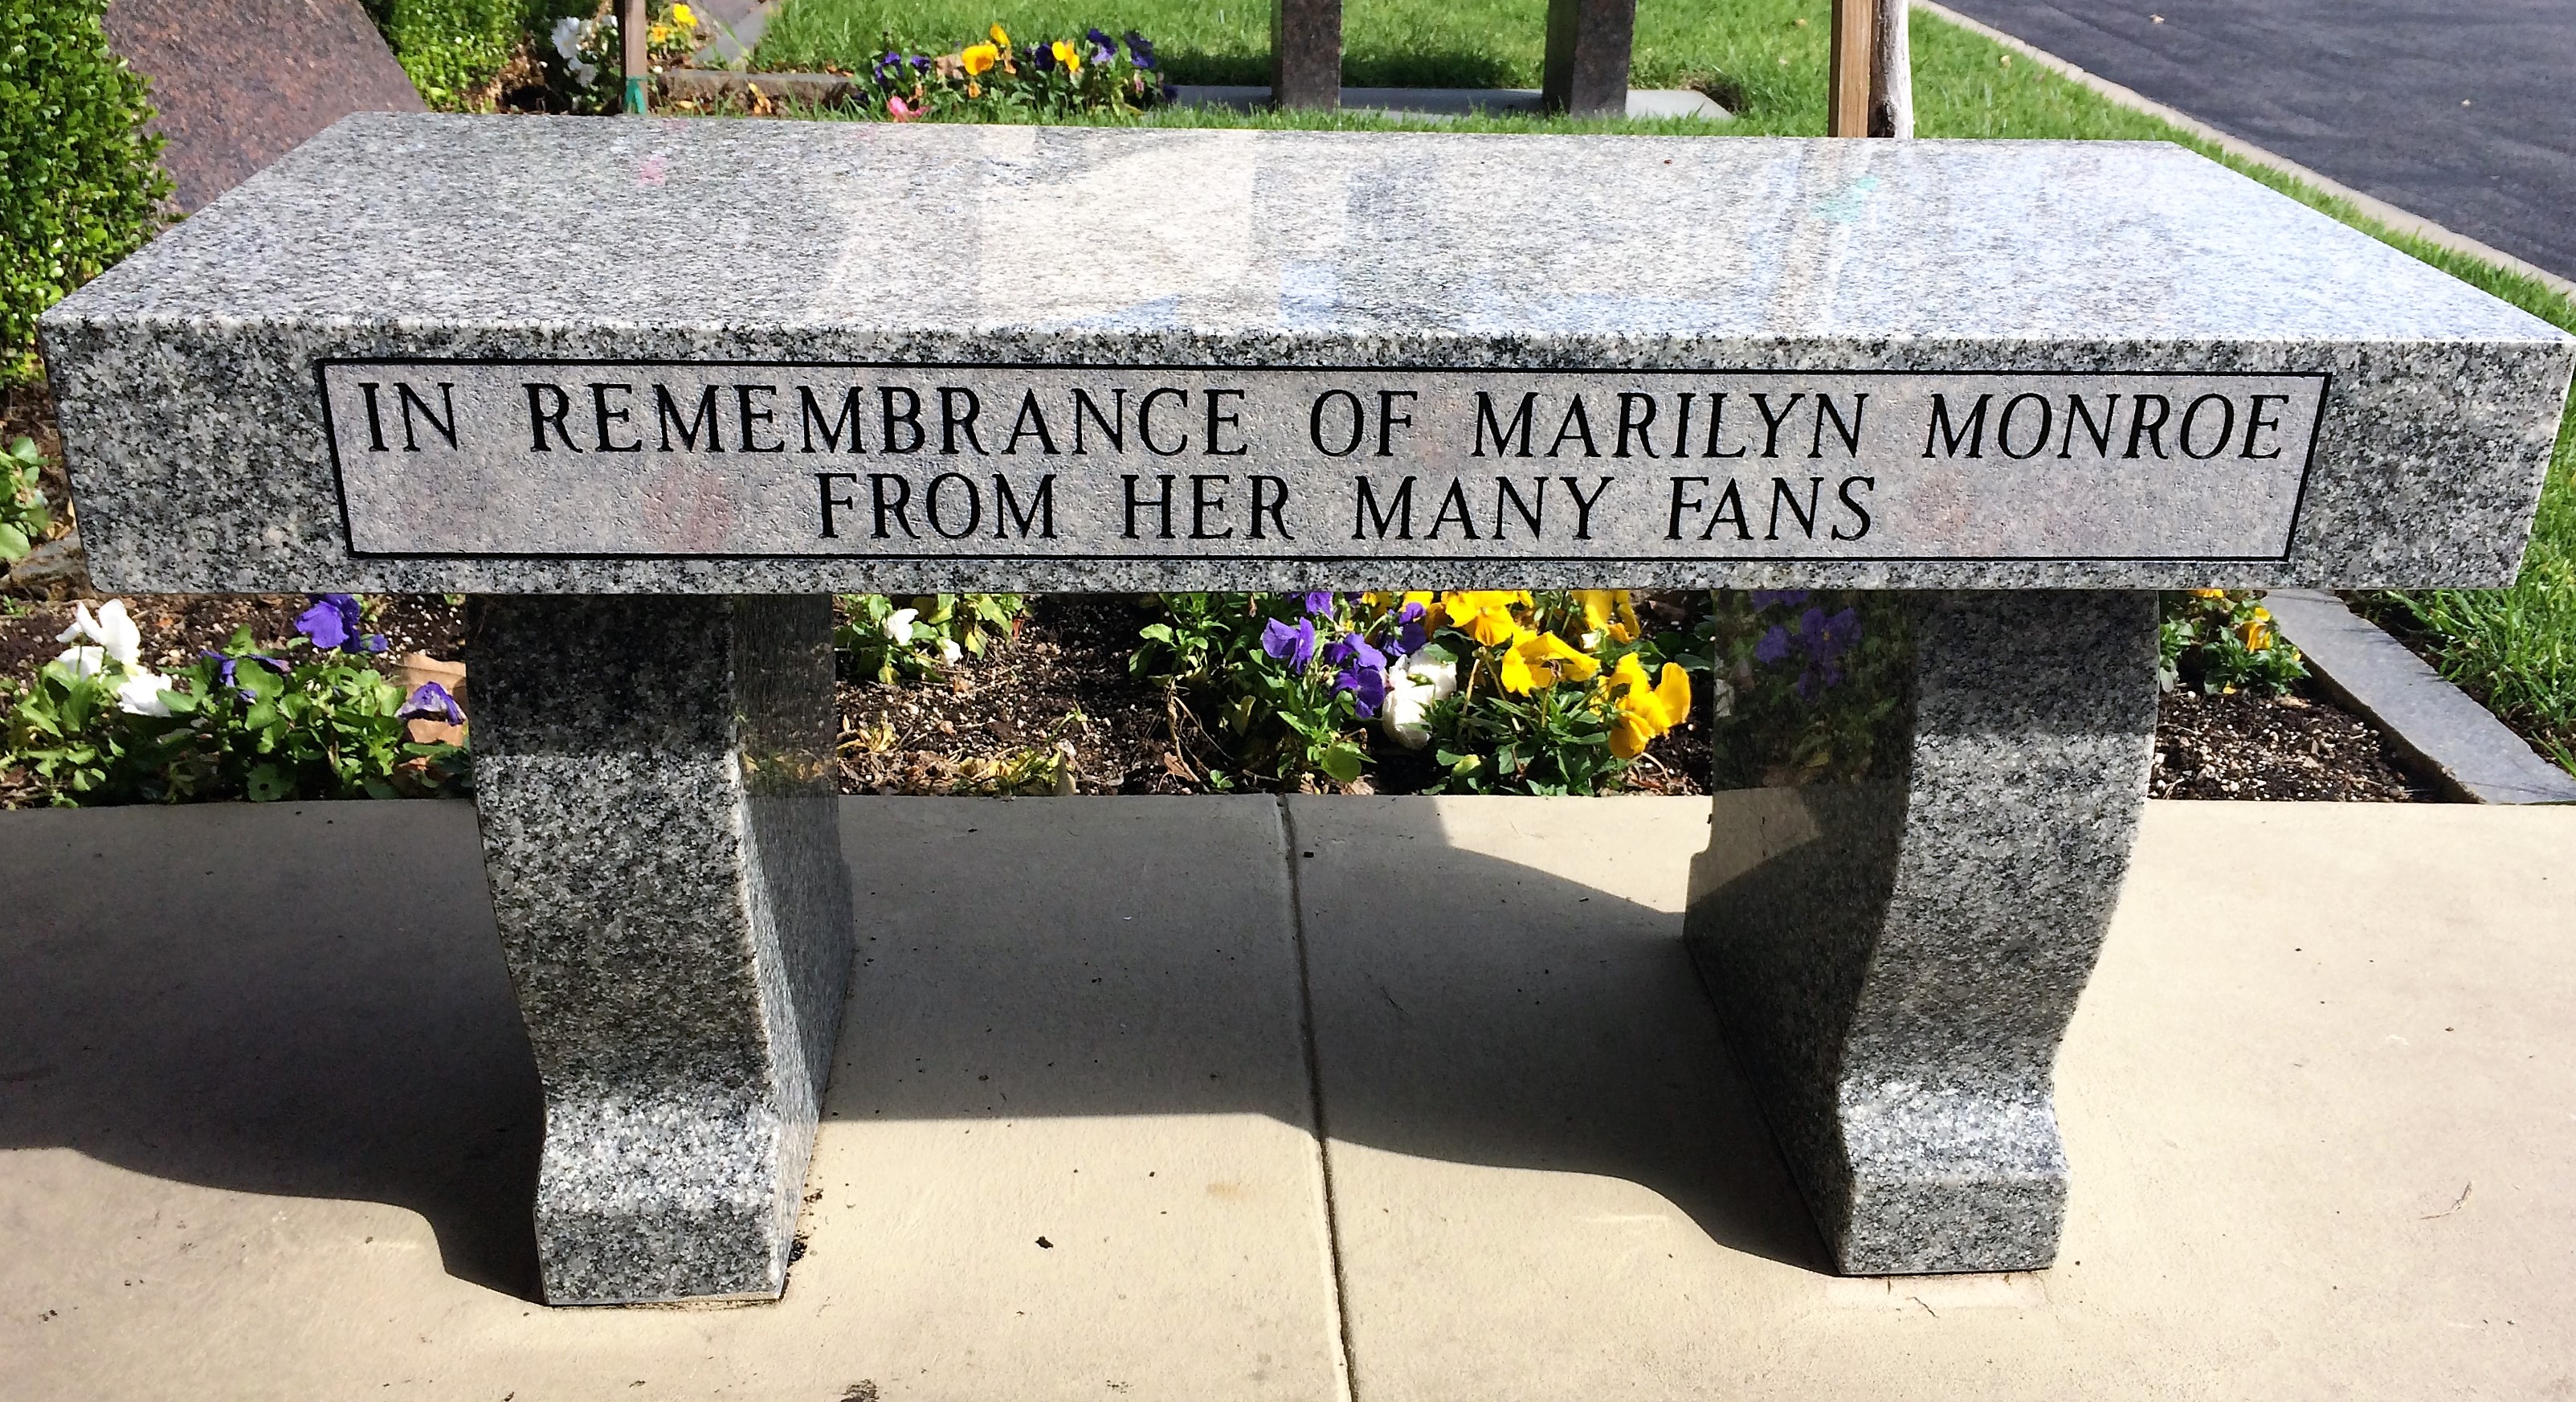 IN REMEMBRANCE OF MARILYN MONROE
FROM HER MANY FANS